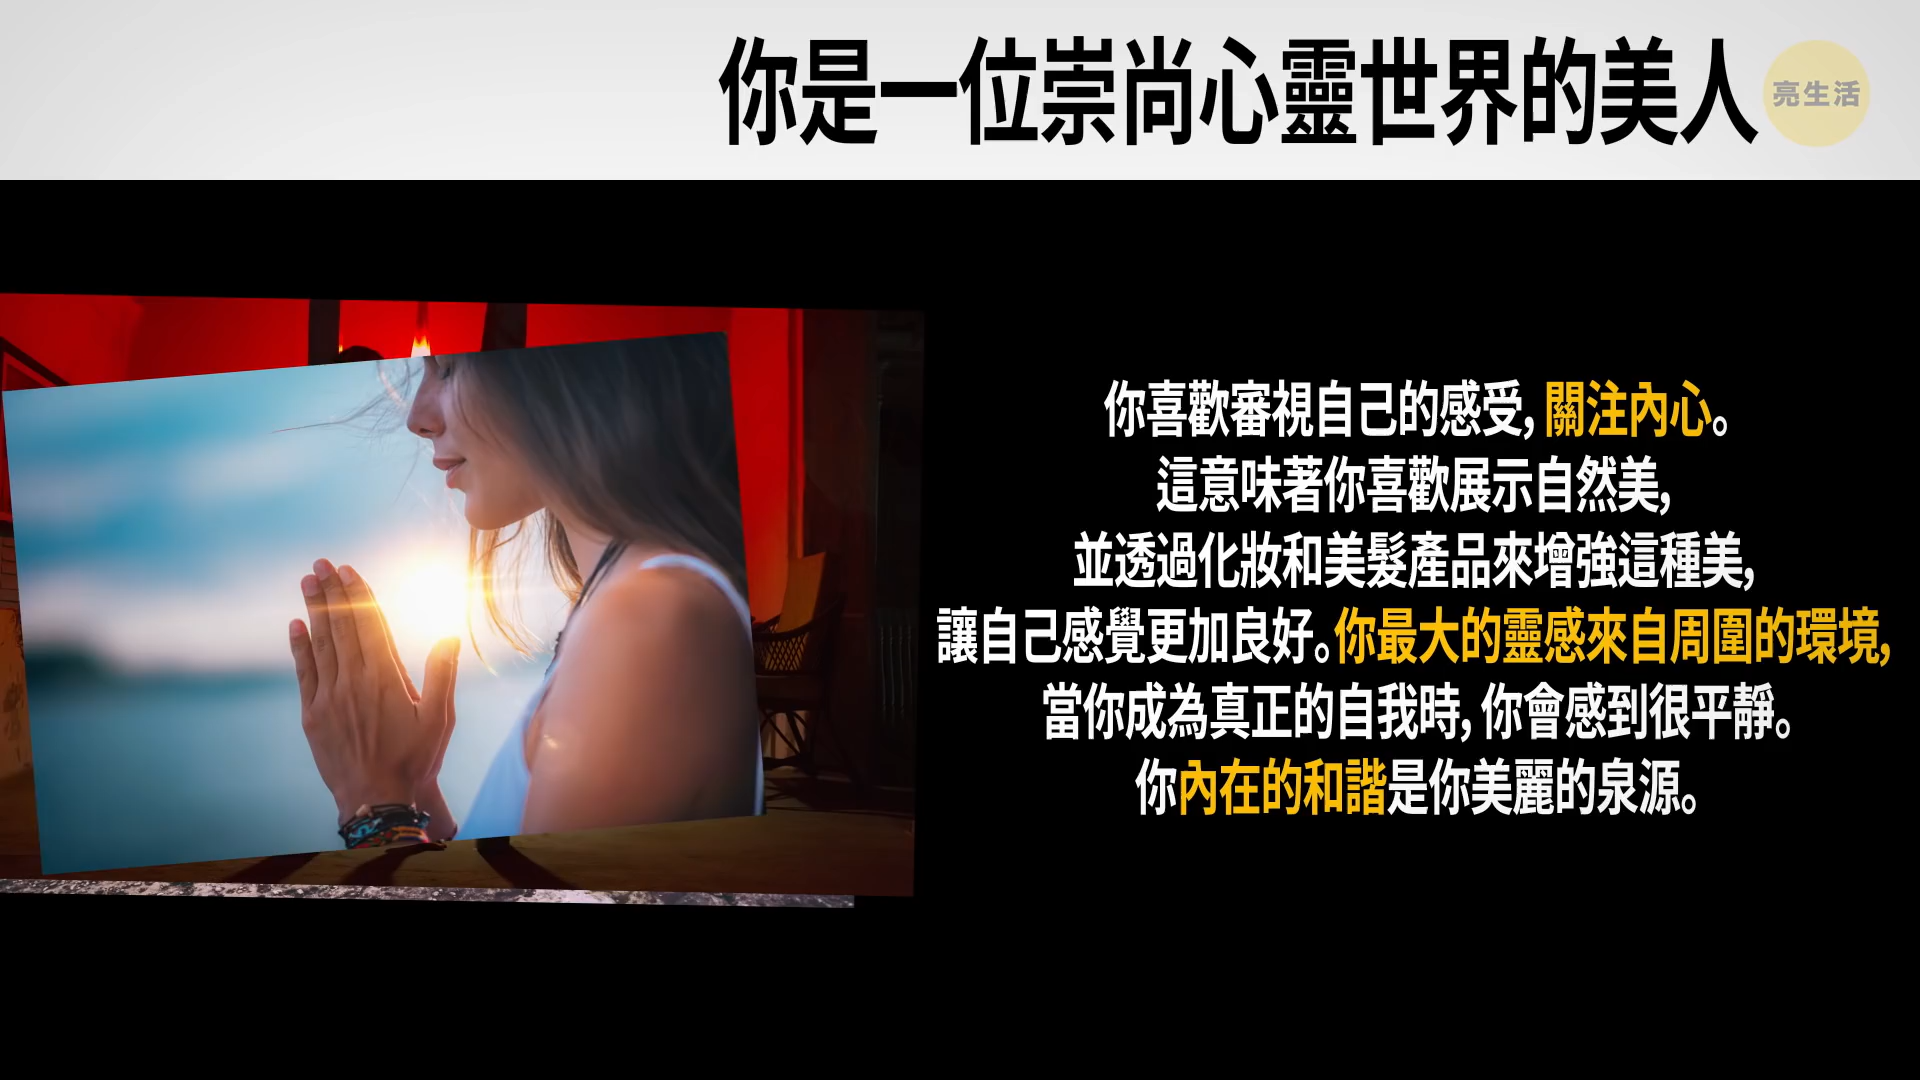 你是一位崇尚心靈世界的美人
亮生活
你喜歡審視自己的感受,關注內心。
這意味著你喜歡展示自然美,
並透過化妝和美髮產品來增強這種美,
讓自己感覺更加良好。你最大的靈感來自周圍的環境,
當你成為真正的自我時,你會感到很平靜。
你內在的和諧是你美麗的泉源。